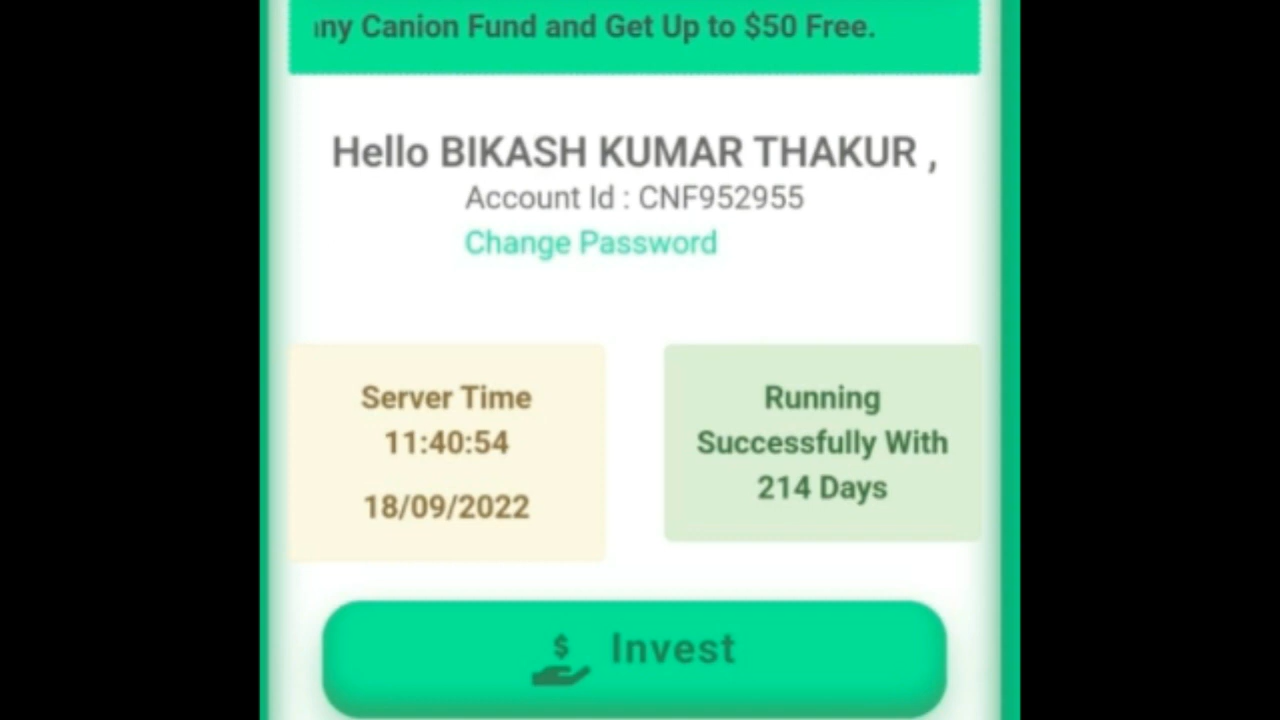 Canion Fund and Get Up to $50 Free.
Hello BIKASH KUMAR THAKUR ,
Account Id : CNF952955
Change Password
Server Time
11:40:54
18/09/2022
Running
Successfully With
214 Days
$ Invest